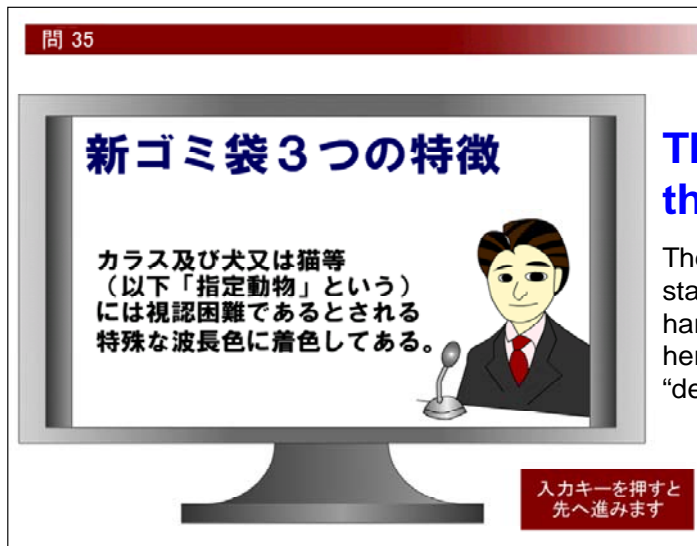 問 35
新ゴミ袋3つの特徴
カラス及び犬又は猫等
(以下「指定動物」という)
には視認困難であるとされる
特殊な波長色に着色してある。
入力キーを押すと
先へ進みます
th
The
sta
har
her
“de